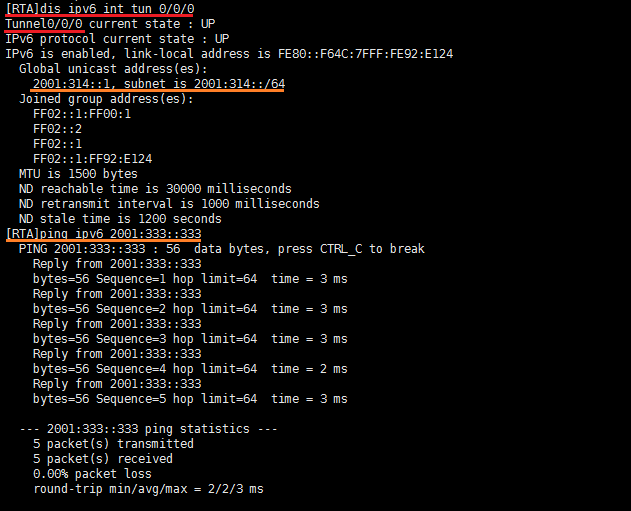 [RTA]dis ipv6 int tun 0/0/0
Tunnel0/0/0 current state : UP
IPv6 protocol current state : UP
IPv6 is enabled, link-local address is FE80::F64C:7FFF:FE92:E124
Global unicast address(es):
2001:314::1, subnet is 2001:314::/64
Joined group address(es):
FF02::1:FF00:1
FF02::2
FF02::1
FF02::1:FF92:E124
MTU is 1500 bytes
ND reachable time is 30000 milliseconds
ND retransmit interval is 1000 milliseconds
ND stale time is 1200 seconds
[RTA]ping ipv6 2001:333::333
PING 2001:333::333 : 56  data bytes, press CTRL_C to break
Reply from 2001:333::333
bytes=56 Sequence=1 hop limit=64  time = 3 ms
Reply from 2001:333::333
bytes=56 Sequence=2 hop limit=64  time = 3 ms
Reply from 2001:333::333
bytes=56 Sequence=3 hop limit=64  time = 3 ms
Reply from 2001:333::333
bytes=56 Sequence=4 hop limit=64  time = 2 ms
Reply from 2001:333::333
bytes=56 Sequence=5 hop limit=64  time = 3 ms
--- 2001:333::333 ping statistics ---
5 packet(s) transmitted
5 packet(s) received
0.00% packet loss
round-trip min/avg/max = 2/2/3 ms